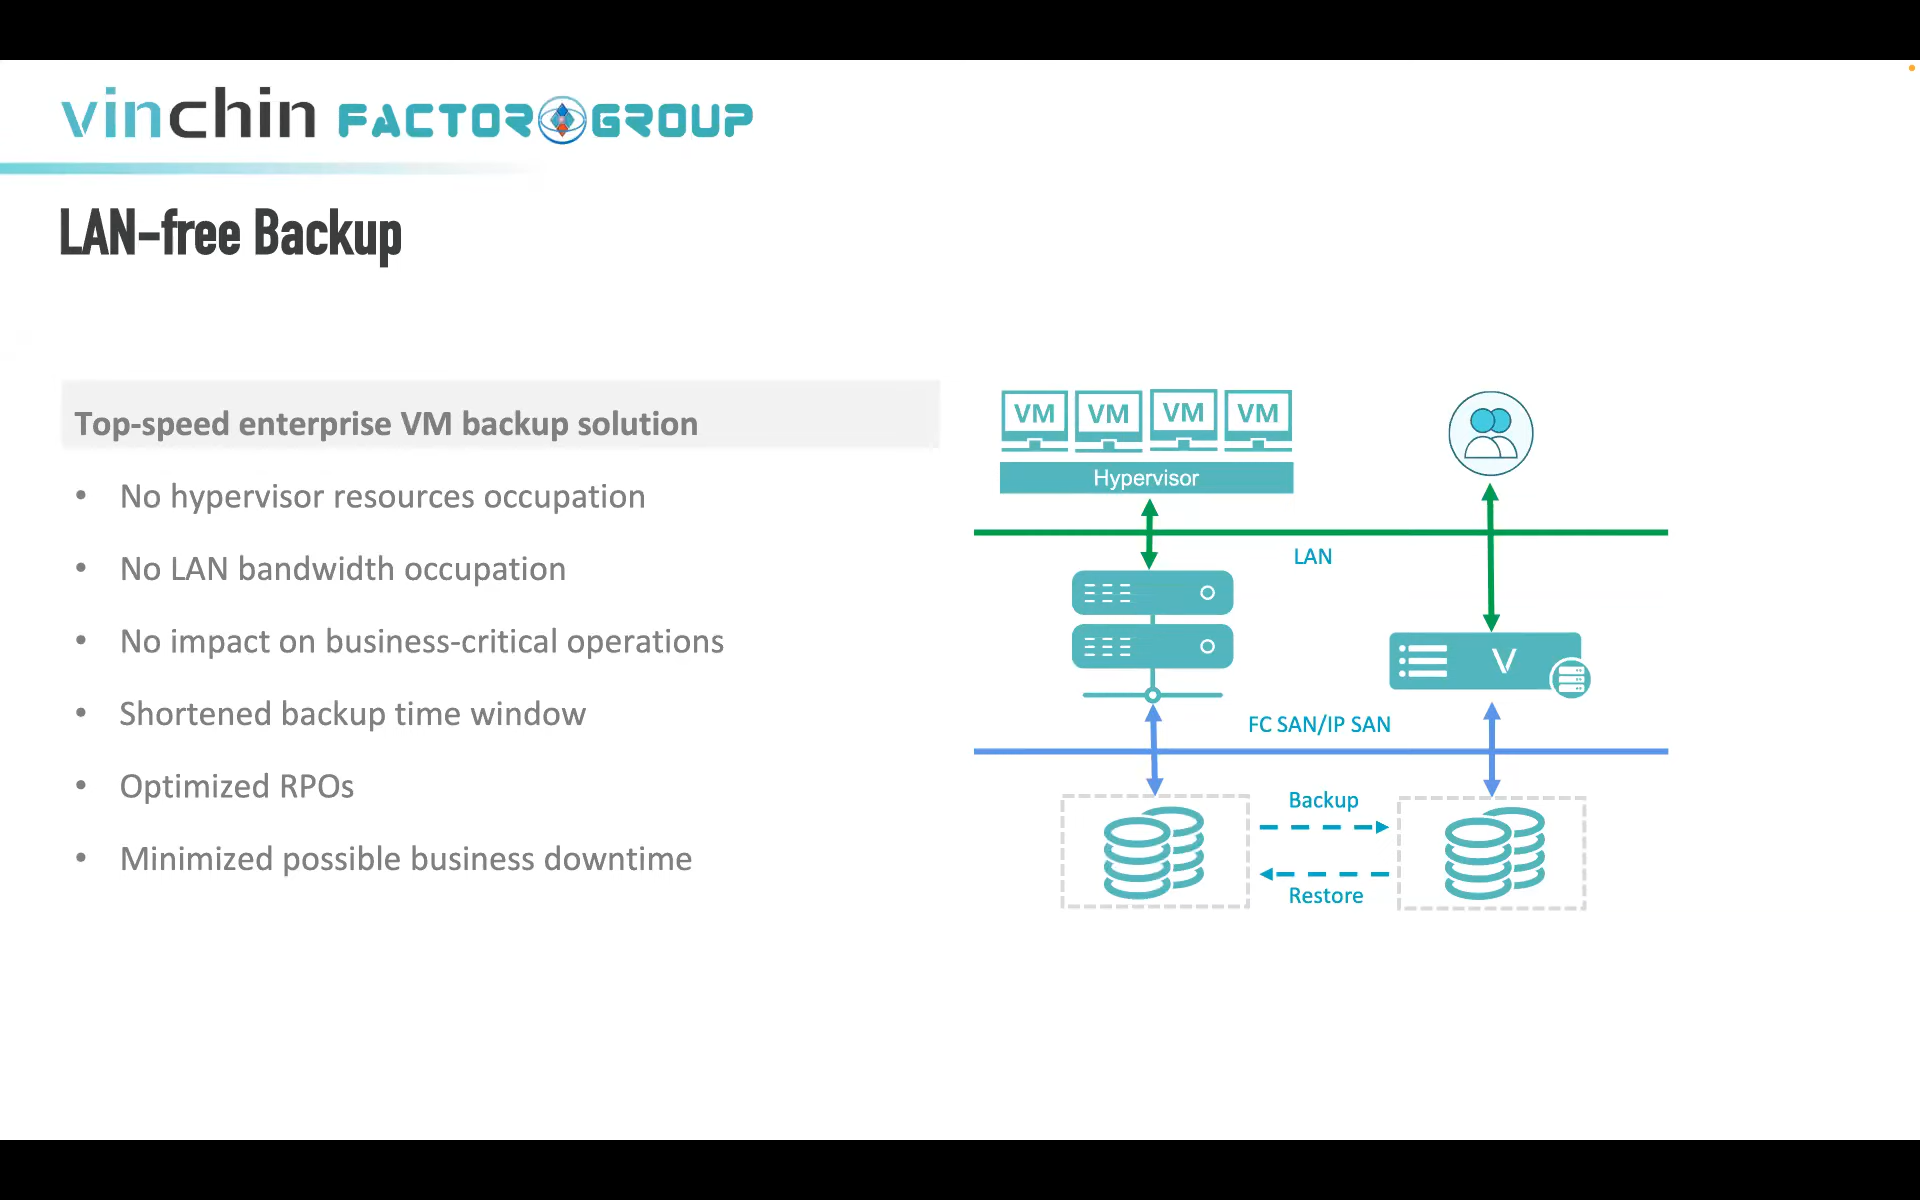 vinchin FACTOR GROUP
LAN-free Backup
Top-speed enterprise VM backup solution
• No hypervisor resources occupation
• No LAN bandwidth occupation
• No impact on business-critical operations
• Shortened backup time window
• Optimized RPOs
• Minimized possible business downtime
VM VM VM VM
Hypervisor
LAN
V
FC SAN/IP SAN
Backup
Restore